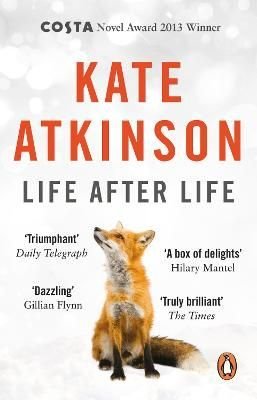 COSTA Novel Award 2013 Winner
KATE
ATKINSON
LIFE AFTER LIFE
‘Triumphant’
Daily Telegraph
‘A box of delights’
Hilary Mantel
‘Dazzling’
Gillian Flynn
‘Truly brilliant’
The Times